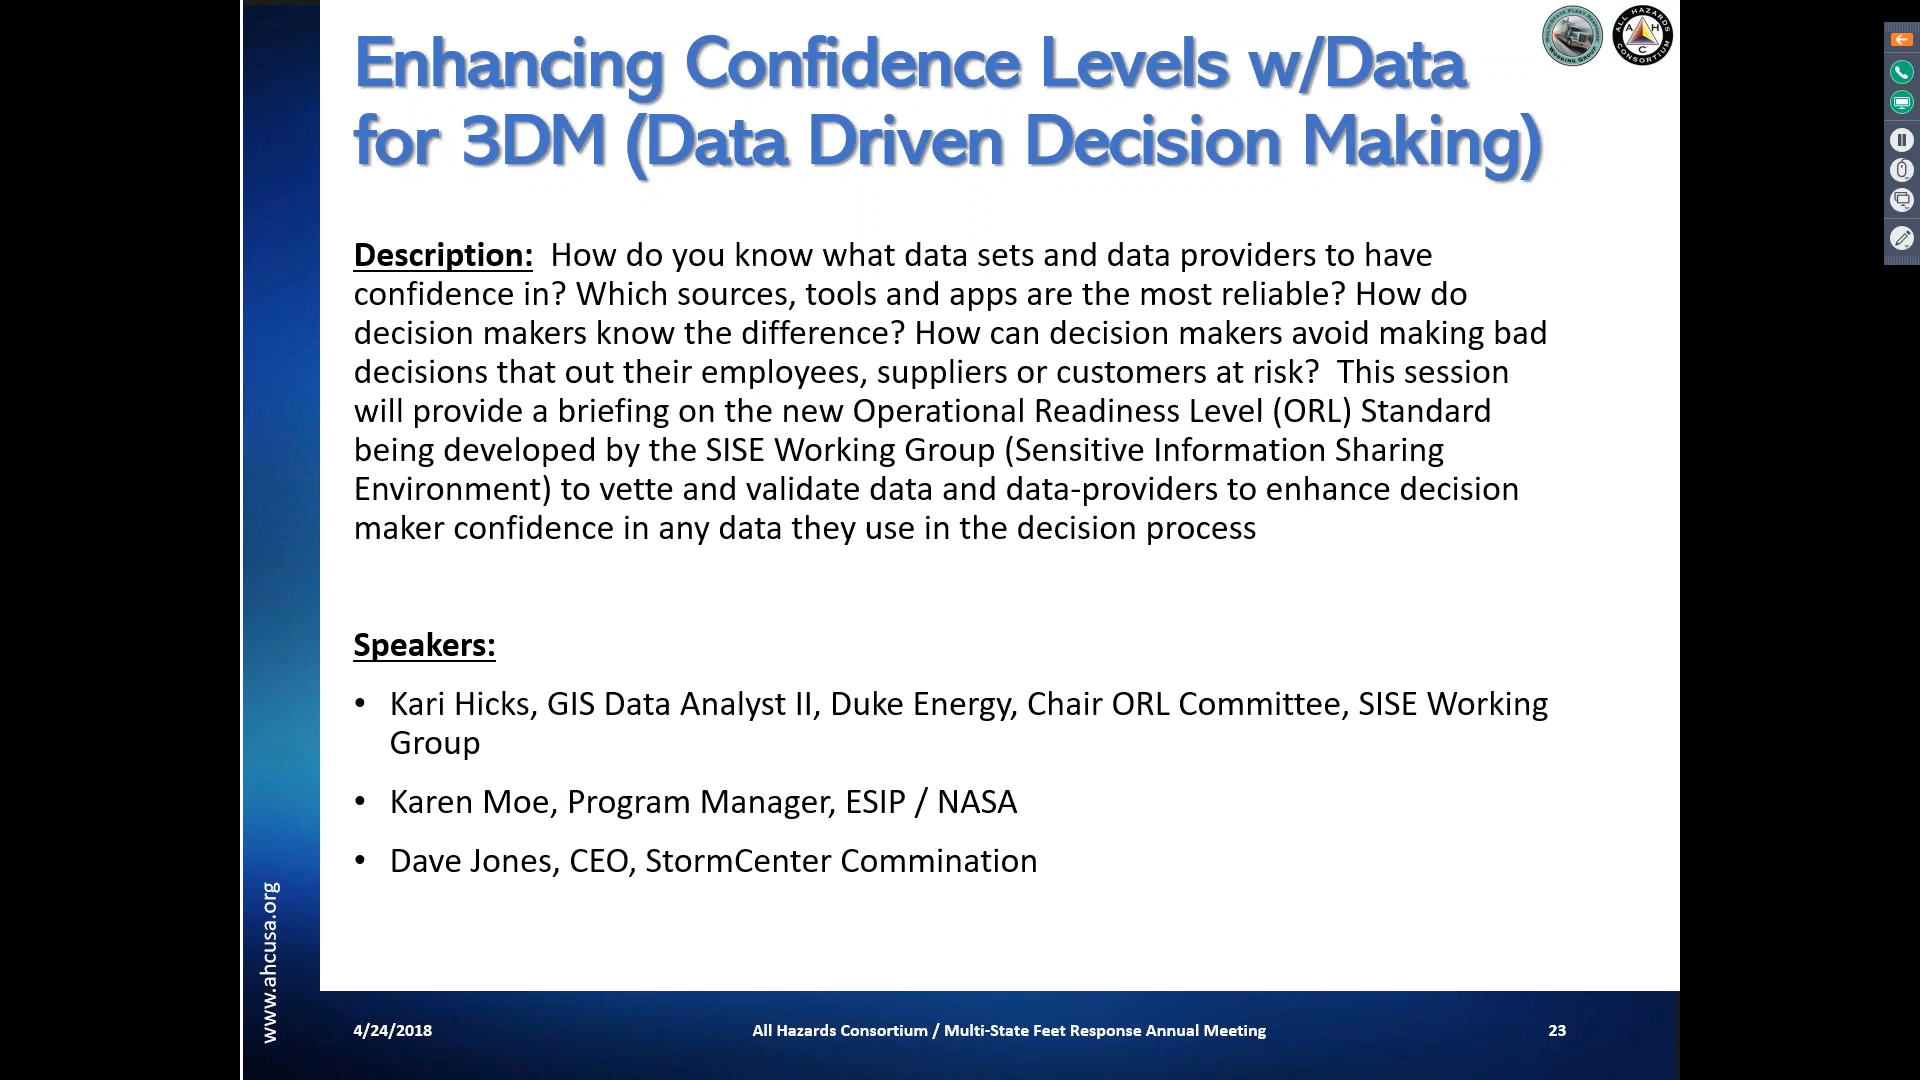 Enhancing Confidence Levels w/Data
for 3DM (Data Driven Decision Making)
Description:  How do you know what data sets and data providers to have
confidence in? Which sources, tools and apps are the most reliable? How do
decision makers know the difference? How can decision makers avoid making bad
decisions that out their employees, suppliers or customers at risk?  This session
will provide a briefing on the new Operational Readiness Level (ORL) Standard
being developed by the SISE Working Group (Sensitive Information Sharing
Environment) to vette and validate data and data-providers to enhance decision
maker confidence in any data they use in the decision process
Speakers:
• Kari Hicks, GIS Data Analyst II, Duke Energy, Chair ORL Committee, SISE Working
Group
• Karen Moe, Program Manager, ESIP / NASA
• Dave Jones, CEO, StormCenter Commination
www.ahcusa.org
4/24/2018
All Hazards Consortium / Multi-State Feet Response Annual Meeting
23
ALL HAZARDS
A H
C
CONSORTIUM